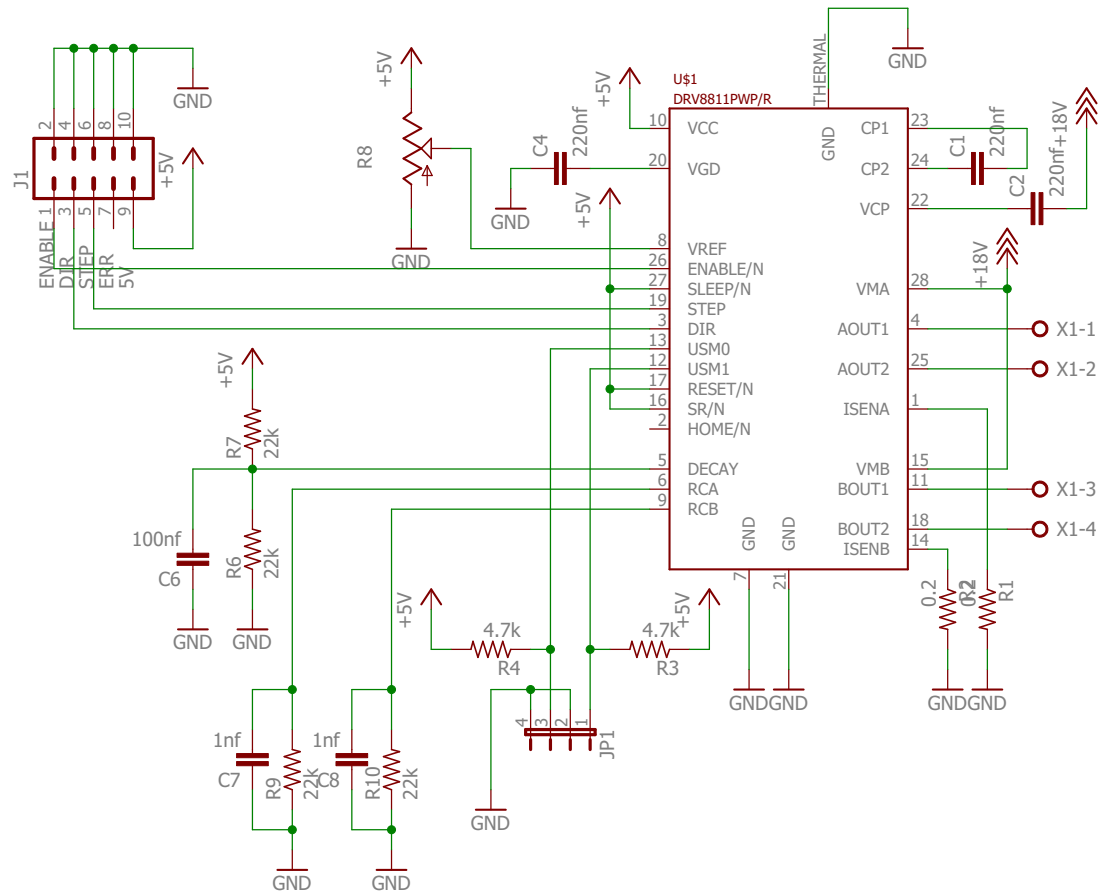 +5V
GND
2
4
6
8
10
J1
1
3
5
7
9
+5V
ENABLE
DIR
STEP
ERR
5V
+5V
R8
GND
C4
220nf
GND
+5V
+5V
U$1
DRV8811PWP/R
THERMAL
GND
GND
10 VCC
20 VGD
8 VREF
26 ENABLE/N
27 SLEEP/N
19 STEP
3 DIR
13 USM0
12 USM1
17 RESET/N
16 SR/N
2 HOME/N
5 DECAY
6 RCA
9 RCB
CP1 23
CP2 24
VCP 22
VMA 28
AOUT1 4
AOUT2 25
ISENA 1
VMB 15
BOUT1 11
BOUT2 18
ISENB 14
GND 7
GND 21
C1
220nf
C2
220nf
+18V
+18V
X1-1
X1-2
X1-3
X1-4
+5V
R7
22k
100nf
C6
R6
22k
GND
GND
+5V
4.7k
R4
4.7k
R3
+5V
0.2
R2
0.2
R1
GND
GND
GND
GND
4
3
2
1
JP1
GND
1nf
C7
R9
22k
GND
1nf
C8
R10
22k
GND